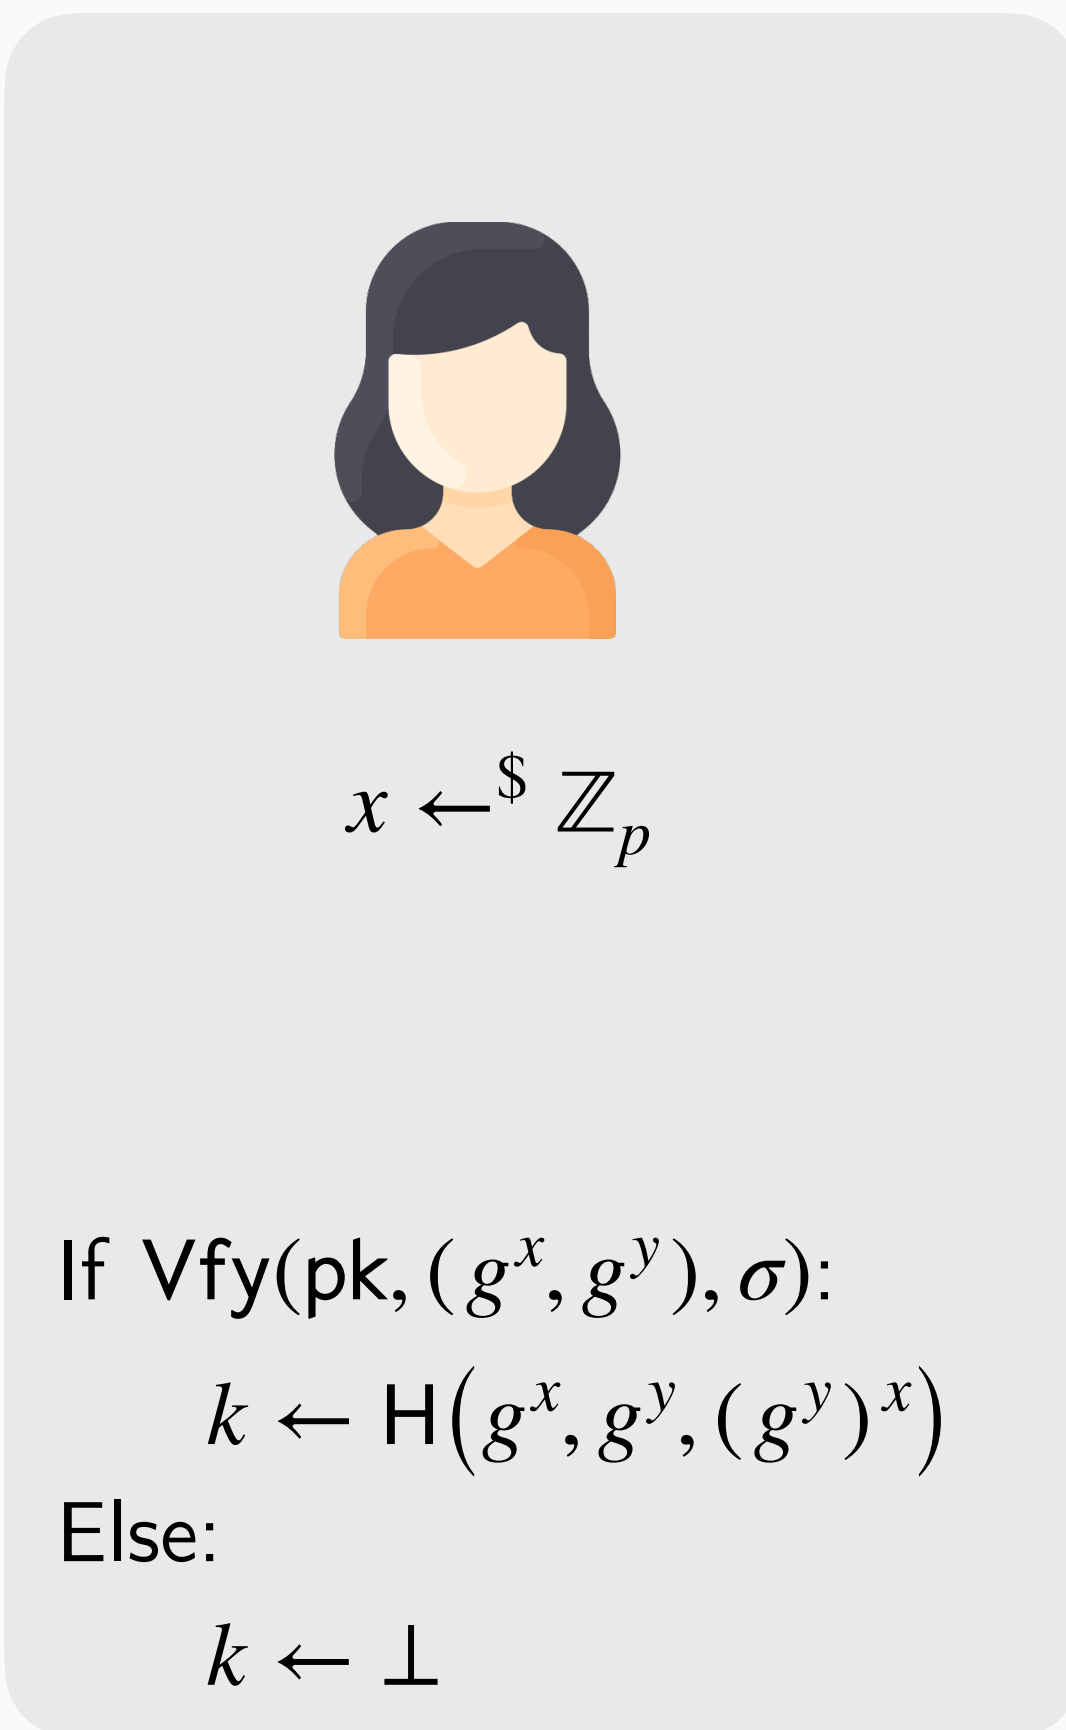 x ←$ ℤp
If Vfy(pk, (g^x, g^y), σ):
k ← H(g^x, g^y, (g^y)^x)
Else:
k ← ⊥